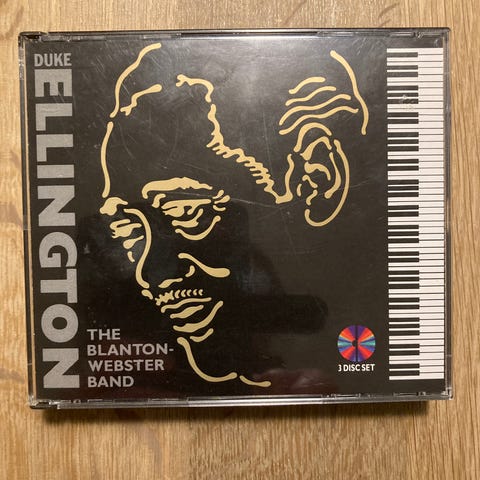 DUKE
ELLINGTON
THE
BLANTON-
WEBSTER
BAND
3 DISC SET